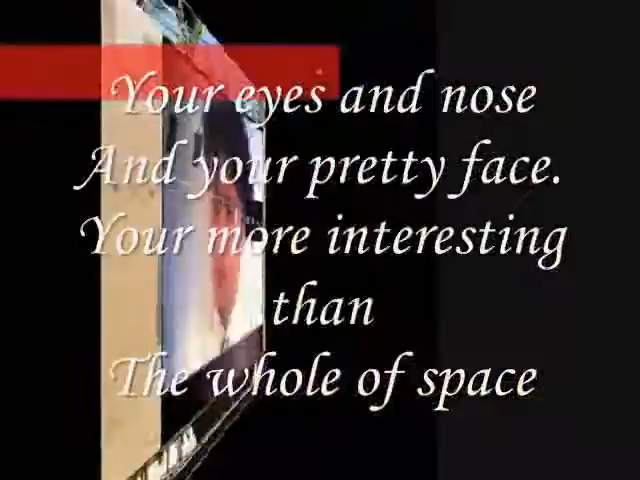 Your eyes and nose
And your pretty face.
Your more interesting
than
The whole of space